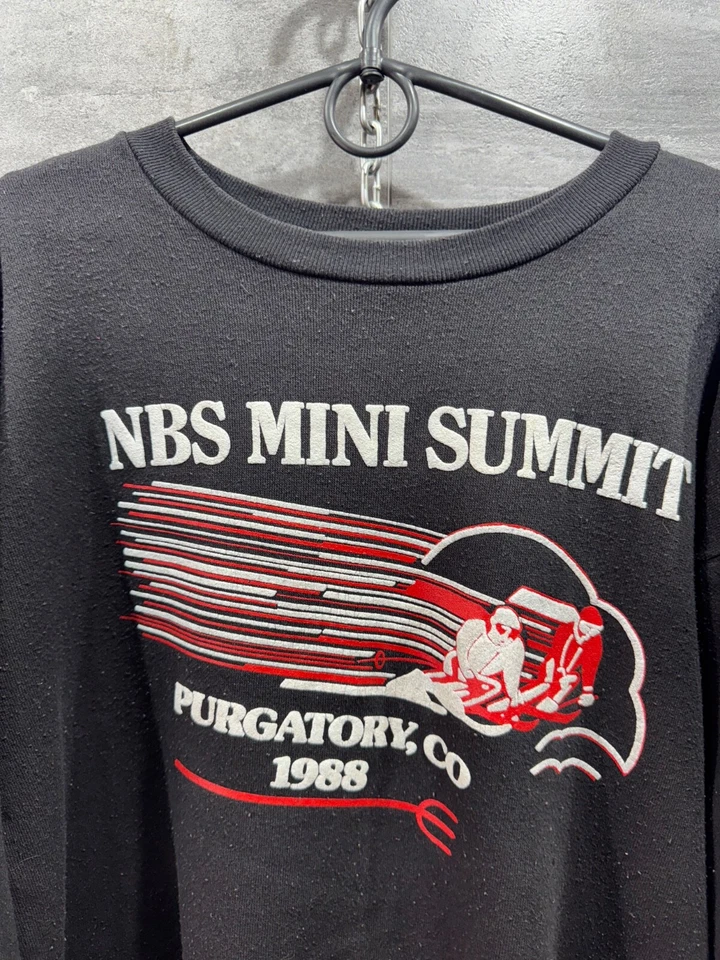 NBS MINI SUMMIT
PURGATORY, CO
1988